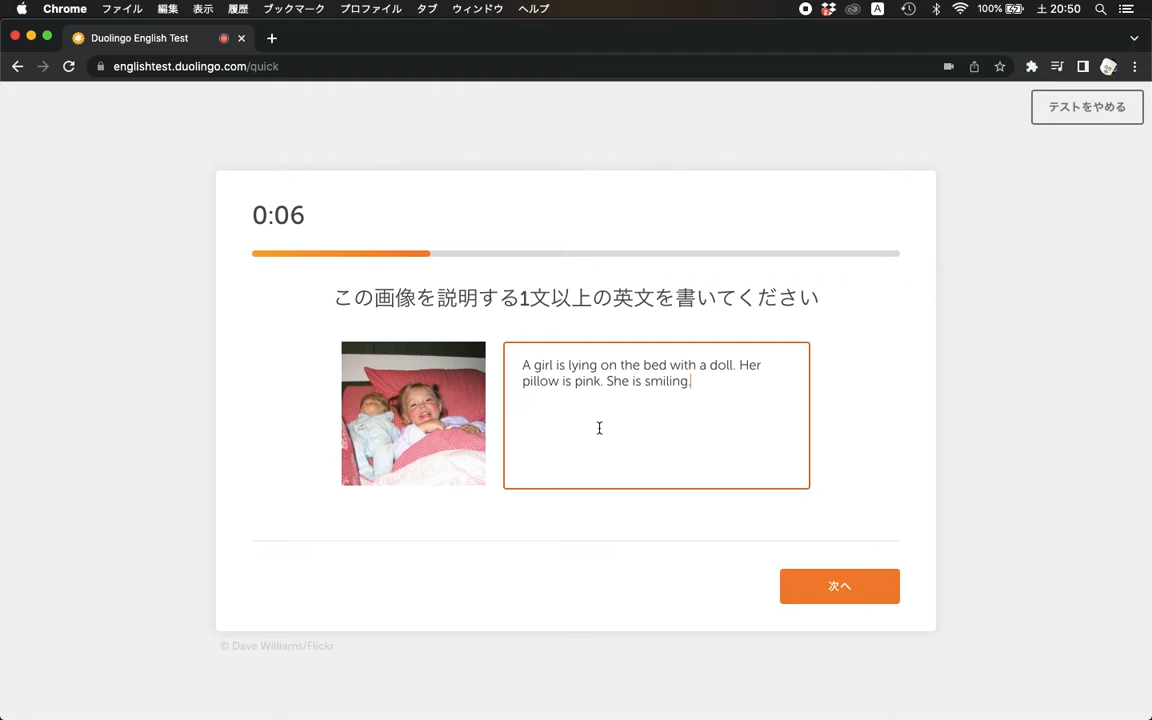 Chrome ファイル 編集 表示 履歴 ブックマーク プロファイル タブ ウィンドウ ヘルプ A 100% 土 20:50
Duolingo English Test
englishtest.duolingo.com/quick
テストをやめる
0:06
この画像を説明する1文以上の英文を書いてください
A girl is lying on the bed with a doll. Her
pillow is pink. She is smiling.
次へ
© Dave Williams/Flickr